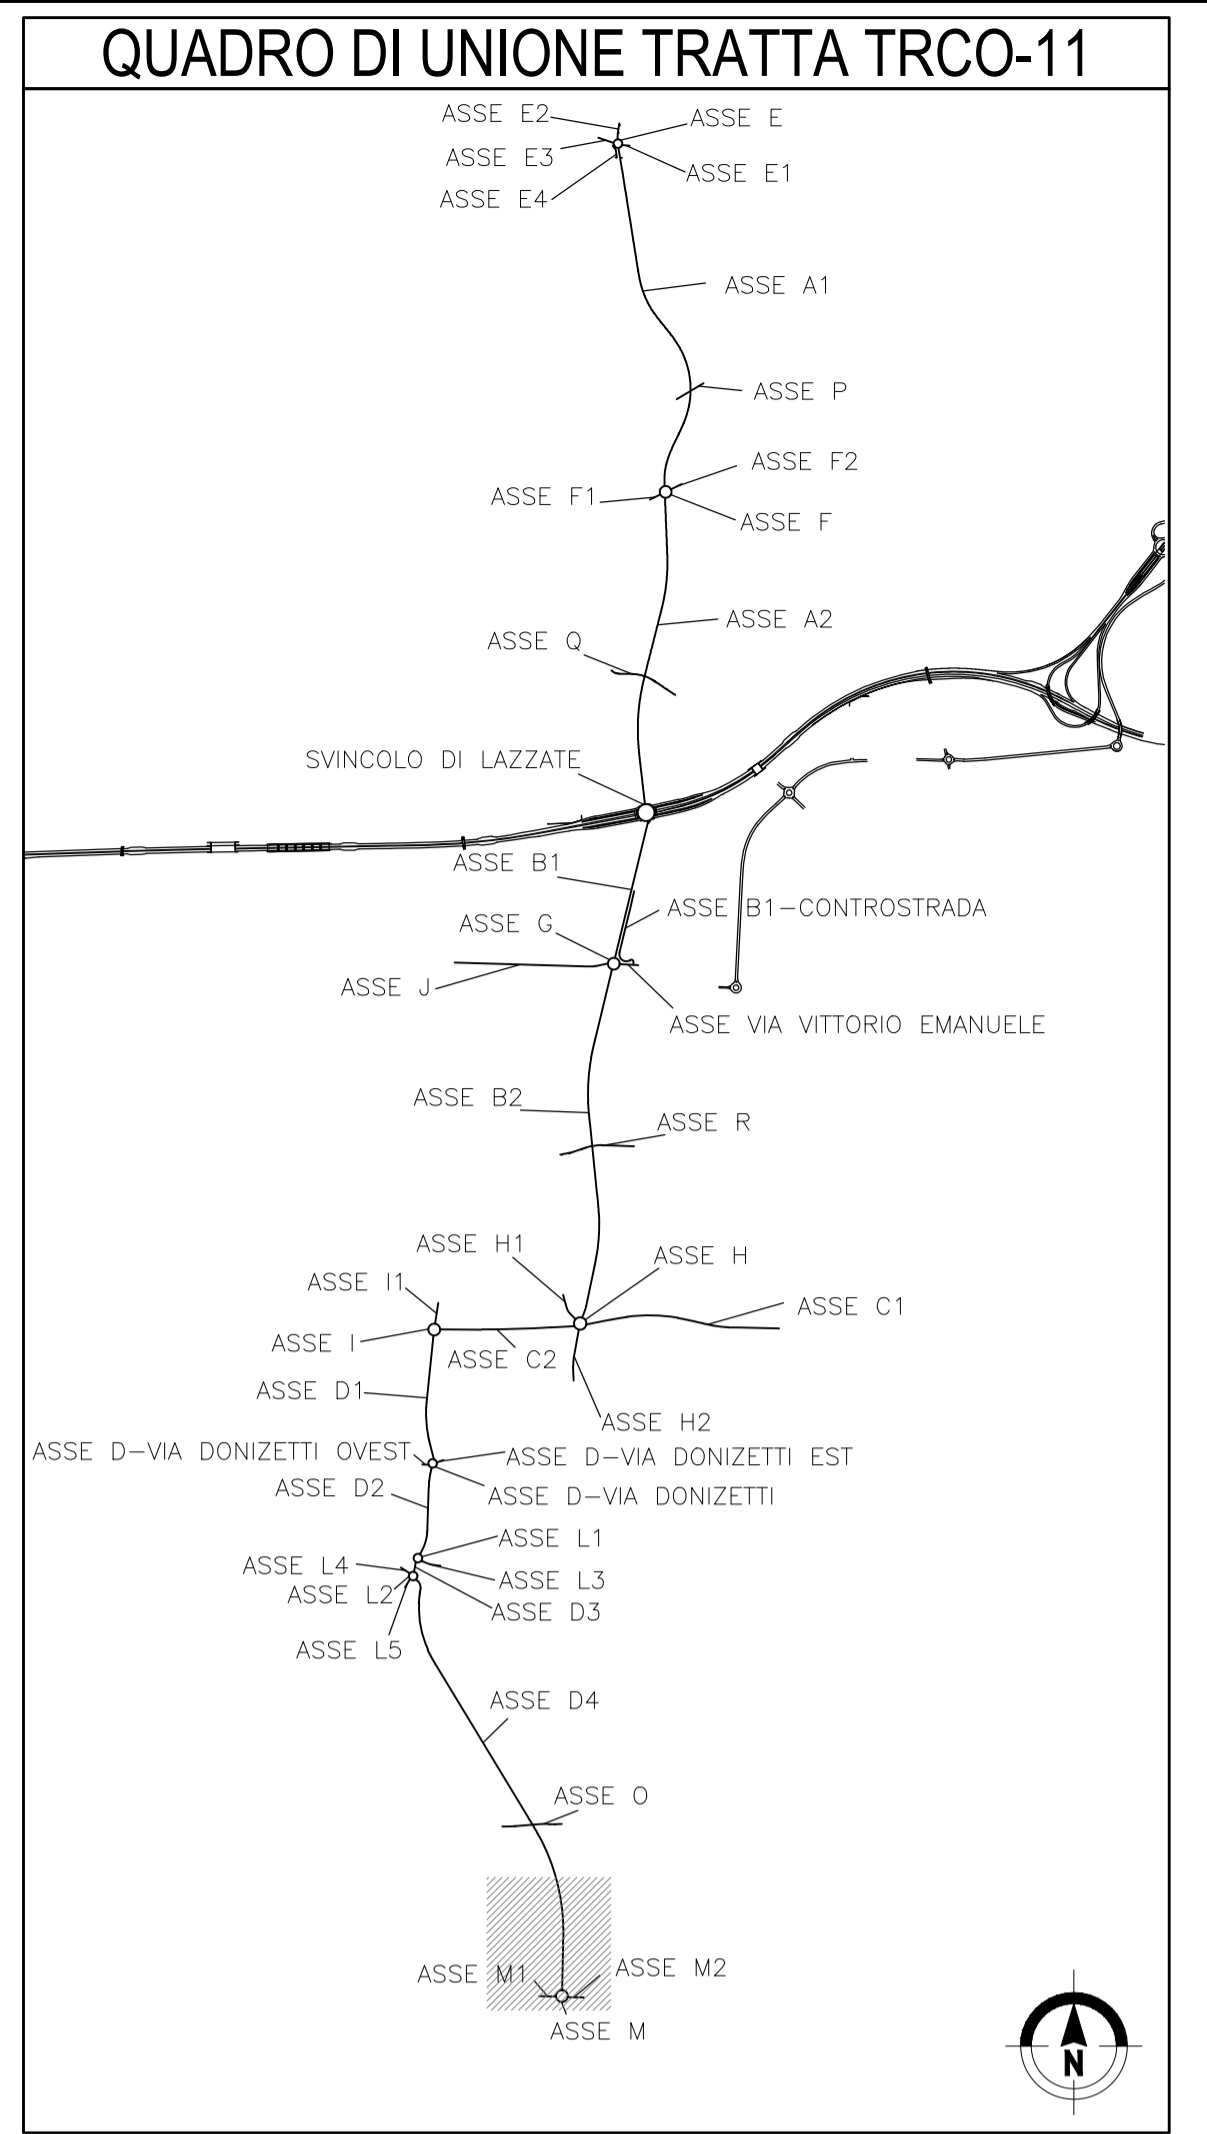 QUADRO DI UNIONE TRATTA TRCO-11
ASSE E2
ASSE E
ASSE E3
ASSE E1
ASSE E4
ASSE A1
ASSE P
ASSE F2
ASSE F1
ASSE F
ASSE A2
ASSE Q
SVINCOLO DI LAZZATE
ASSE B1
ASSE B1-CONTROSTRADA
ASSE G
ASSE J
ASSE VIA VITTORIO EMANUELE
ASSE B2
ASSE R
ASSE H1
ASSE H
ASSE I1
ASSE C1
ASSE I
ASSE C2
ASSE D1
ASSE H2
ASSE D-VIA DONIZETTI OVEST
ASSE D-VIA DONIZETTI EST
ASSE D2
ASSE D-VIA DONIZETTI
ASSE L1
ASSE L4
ASSE L3
ASSE L2
ASSE D3
ASSE L5
ASSE D4
ASSE O
ASSE M1
ASSE M2
ASSE M
N